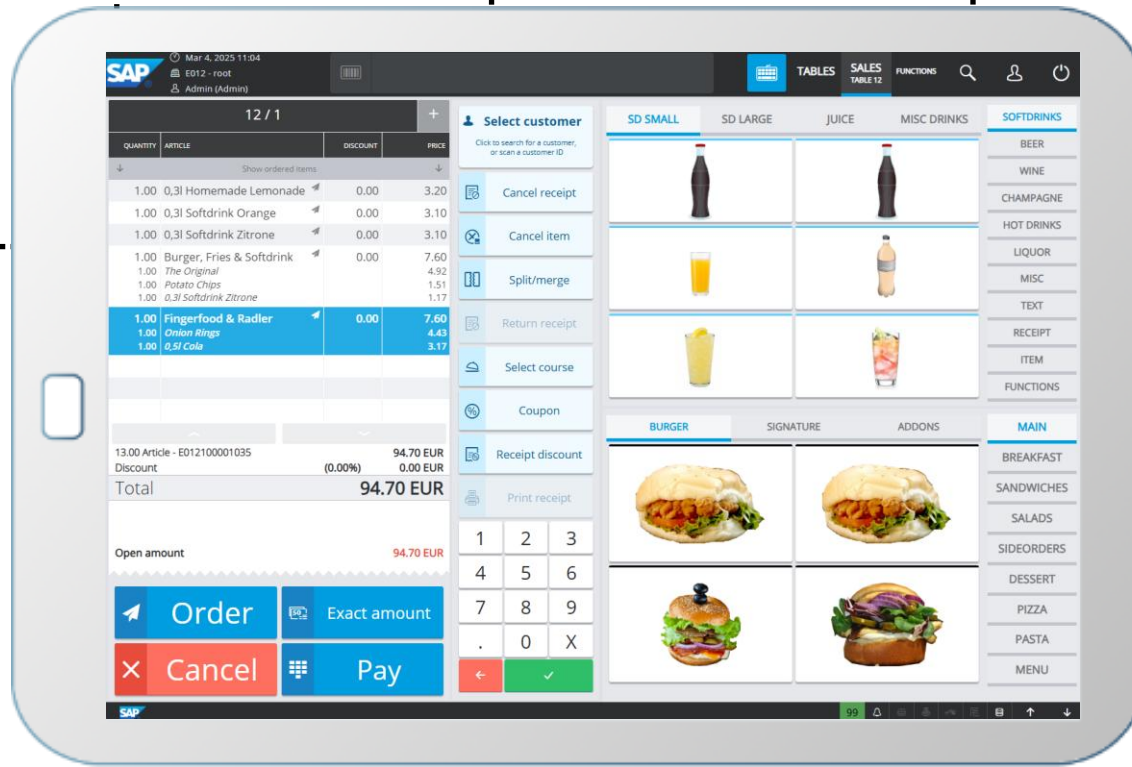 SAP
Mar 4, 2025 11:04
E012 - root
Admin (Admin)
TABLES
SALES
TABLE 12
FUNCTIONS
12 / 1
+
QUANTITY ARTICLE DISCOUNT PRICE
Show ordered items
1.00 0,3l Homemade Lemonade 0.00 3.20
1.00 0,3l Softdrink Orange 0.00 3.10
1.00 0,3l Softdrink Zitrone 0.00 3.10
1.00 Burger, Fries & Softdrink 0.00 7.60
1.00 The Original 4.92
1.00 Potato Chips 1.51
1.00 0,3l Softdrink Zitrone 1.17
1.00 Fingerfood & Radler 0.00 7.60
1.00 Onion Rings 4.43
1.00 0,5l Cola 3.17
13.00 Article - E012100001035 94.70 EUR
Discount (0.00%) 0.00 EUR
Total 94.70 EUR
Open amount 94.70 EUR
Order
Exact amount
Cancel
Pay
Select customer
Click to search for a customer,
or scan a customer ID
Cancel receipt
Cancel item
Split/merge
Return receipt
Select course
Coupon
Receipt discount
Print receipt
1 2 3
4 5 6
7 8 9
. 0 X
SD SMALL SD LARGE JUICE MISC DRINKS
BURGER SIGNATURE ADDONS
SOFTDRINKS
BEER
WINE
CHAMPAGNE
HOT DRINKS
LIQUOR
MISC
TEXT
RECEIPT
ITEM
FUNCTIONS
MAIN
BREAKFAST
SANDWICHES
SALADS
SIDEORDERS
DESSERT
PIZZA
PASTA
MENU
SAP
99